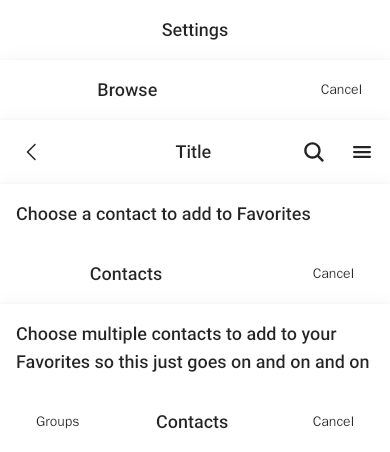 Settings
Browse Cancel
Title
Choose a contact to add to Favorites
Contacts Cancel
Choose multiple contacts to add to your
Favorites so this just goes on and on and on
Groups Contacts Cancel